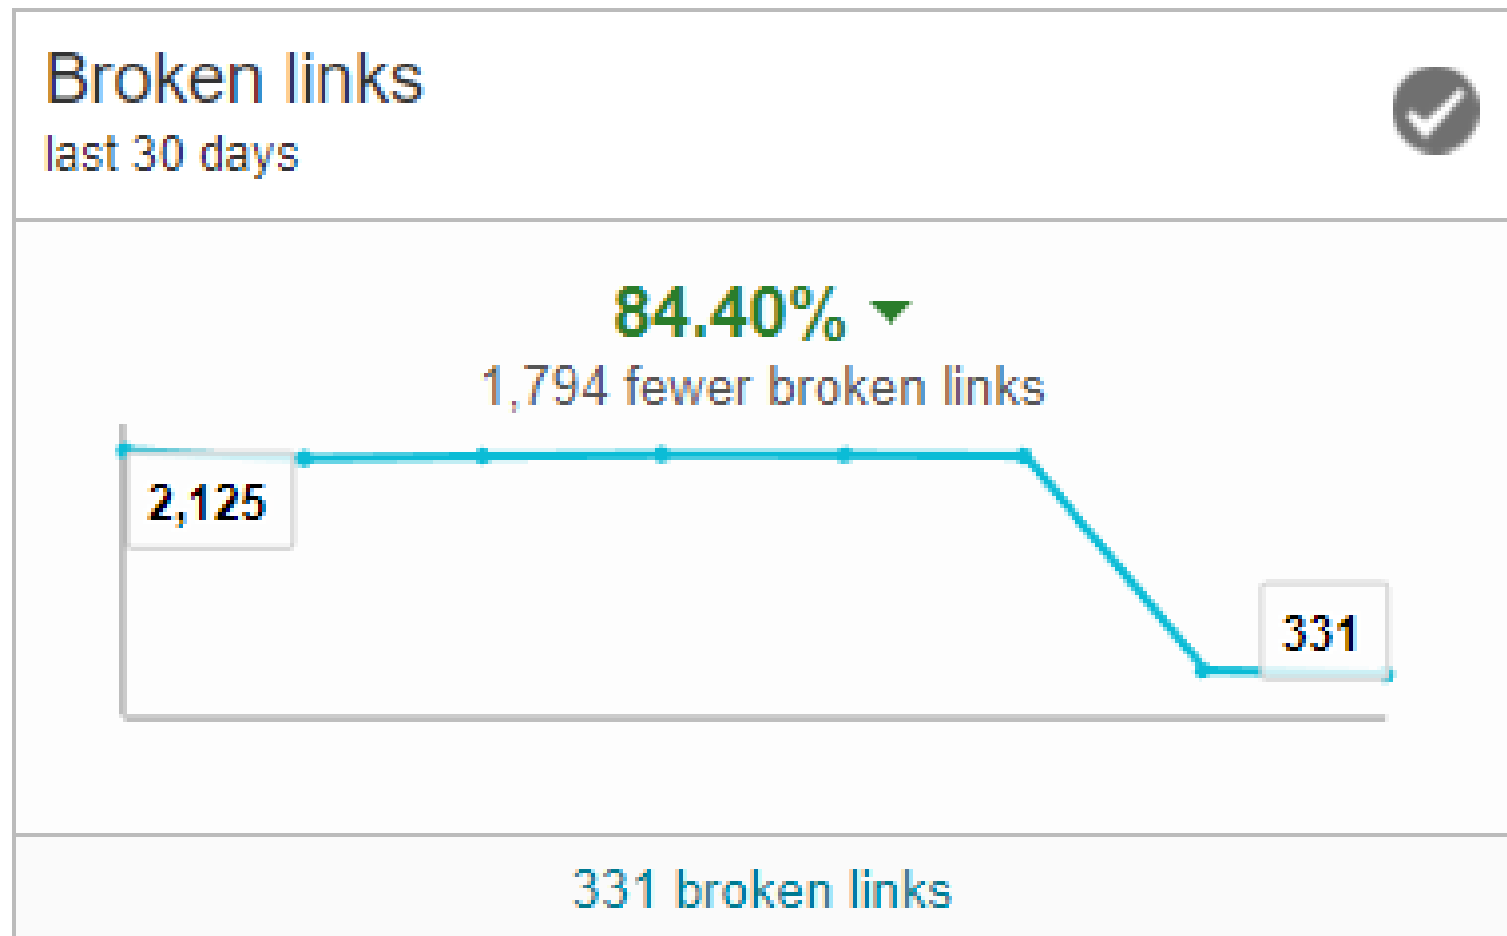 Broken links
last 30 days
84.40%
1,794 fewer broken links
2,125
331
331 broken links